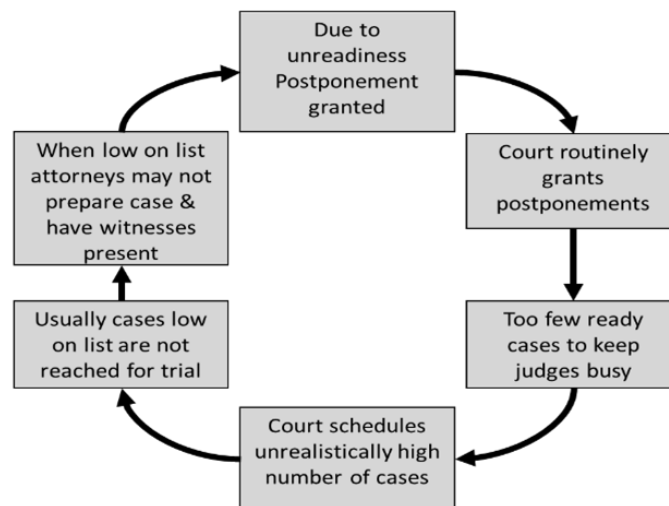 Due to
unreadiness
Postponement
granted
Court routinely
grants
postponements
Too few ready
cases to keep
judges busy
Court schedules
unrealistically high
number of cases
Usually cases low
on list are not
reached for trial
When low on list
attorneys may not
prepare case &
have witnesses
present